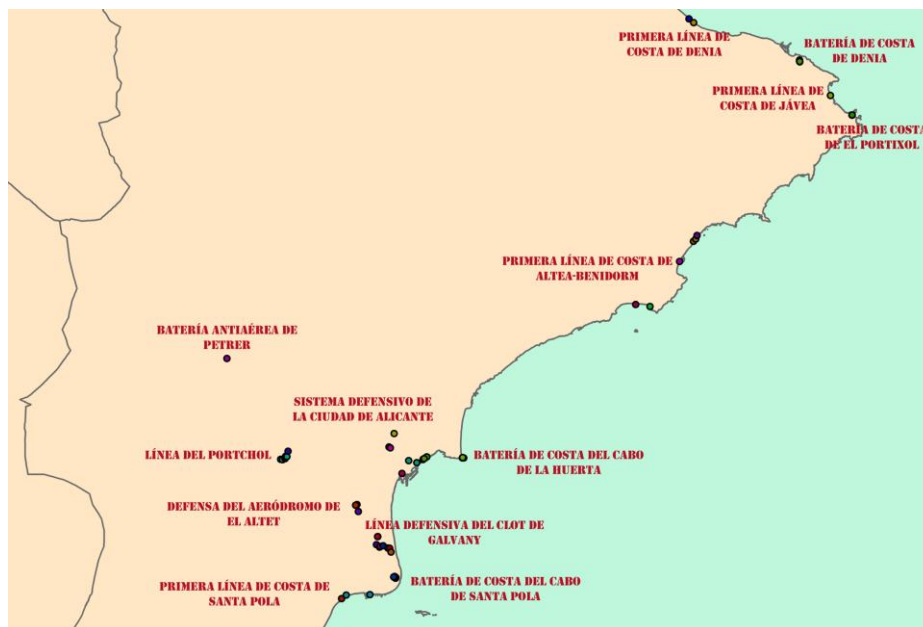 PRIMERA LÍNEA DE
COSTA DE DENIA
BATERÍA DE COSTA
DE DENIA
PRIMERA LÍNEA DE
COSTA DE JÁVEA
BATERÍA DE COSTA
DE EL PORTIXOL
PRIMERA LÍNEA DE COSTA DE
ALTEA-BENIDORM
BATERÍA ANTIAÉREA DE
PETRER
SISTEMA DEFENSIVO DE
LA CIUDAD DE ALICANTE
LÍNEA DEL PORTCHOL
BATERÍA DE COSTA DEL CABO
DE LA HUERTA
DEFENSA DEL AERÓDROMO DE
EL ALTET
LÍNEA DEFENSIVA DEL CLOT DE
GALVANY
PRIMERA LÍNEA DE COSTA DE
SANTA POLA
BATERÍA DE COSTA DEL CABO
DE SANTA POLA